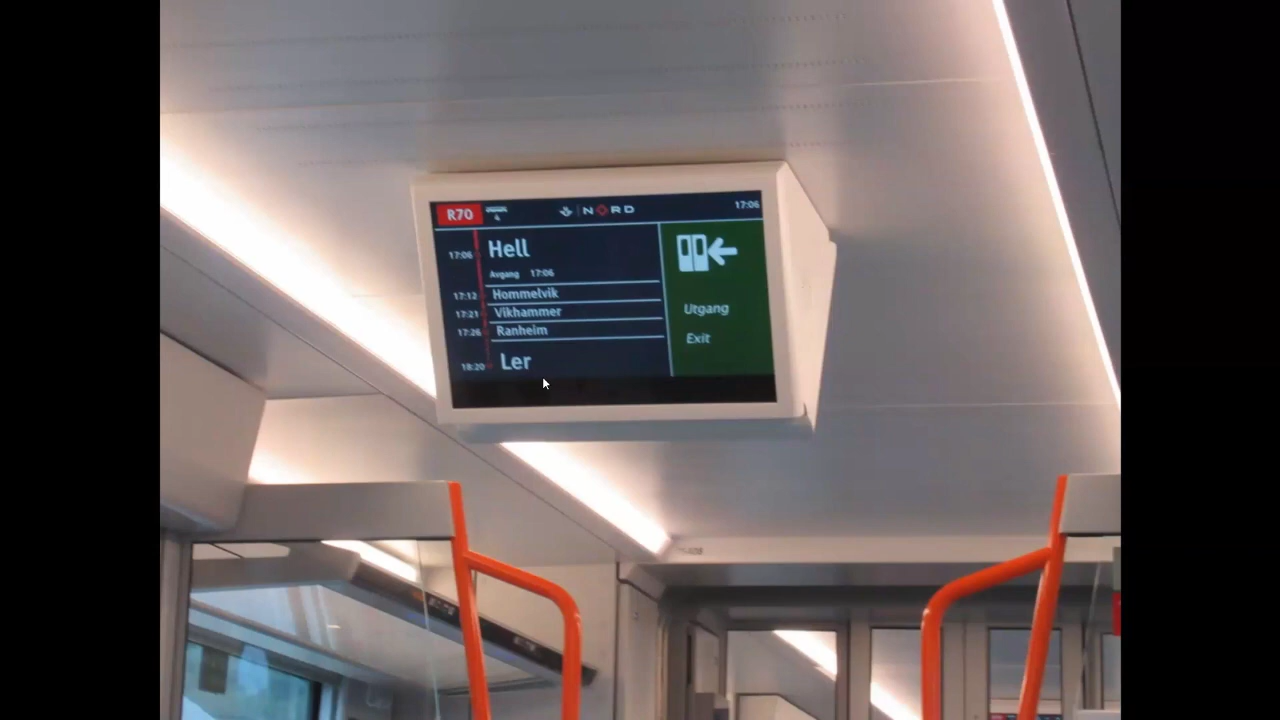 R70 4 NORD 17:06
17:06 Hell
Avgang 17:06
17:12 Hommelvik
17:21 Vikhammer
17:26 Ranheim
18:20 Ler
Utgang
Exit